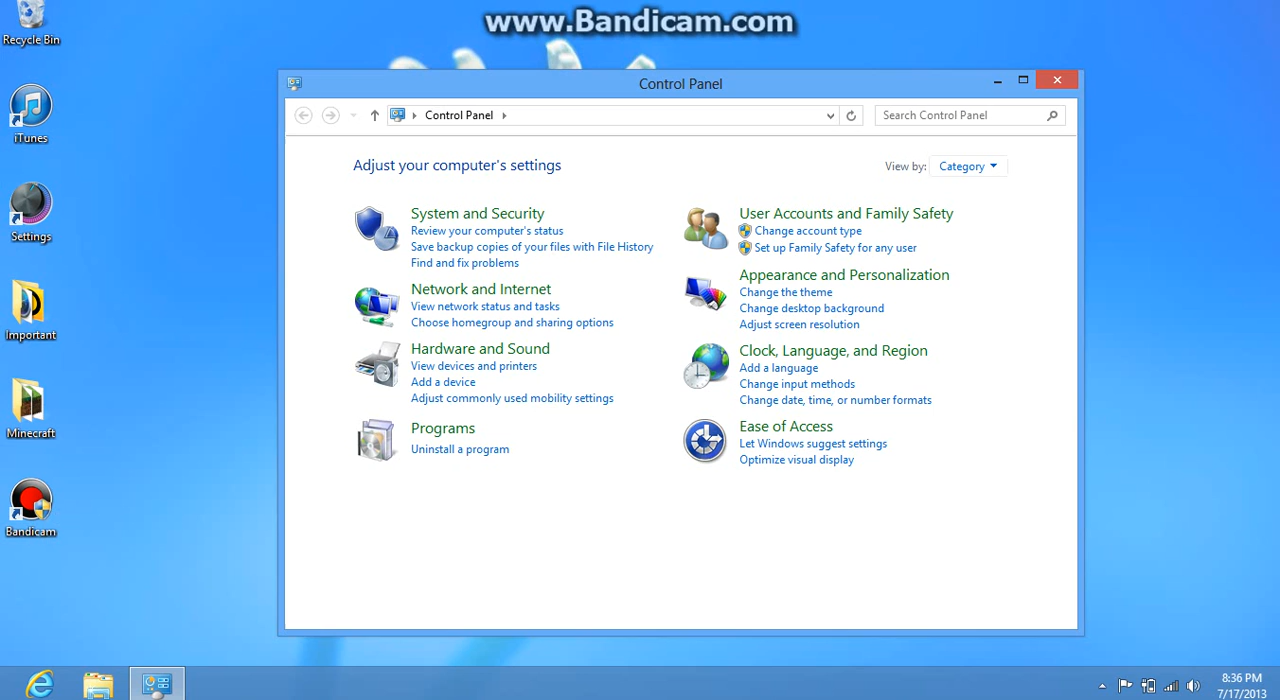 www.Bandicam.com
Recycle Bin
iTunes
Settings
Important
Minecraft
Bandicam
Control Panel
Control Panel
Search Control Panel
Adjust your computer's settings
View by: Category
System and Security
Review your computer's status
Save backup copies of your files with File History
Find and fix problems
Network and Internet
View network status and tasks
Choose homegroup and sharing options
Hardware and Sound
View devices and printers
Add a device
Adjust commonly used mobility settings
Programs
Uninstall a program
User Accounts and Family Safety
Change account type
Set up Family Safety for any user
Appearance and Personalization
Change the theme
Change desktop background
Adjust screen resolution
Clock, Language, and Region
Add a language
Change input methods
Change date, time, or number formats
Ease of Access
Let Windows suggest settings
Optimize visual display
8:36 PM
7/17/2013